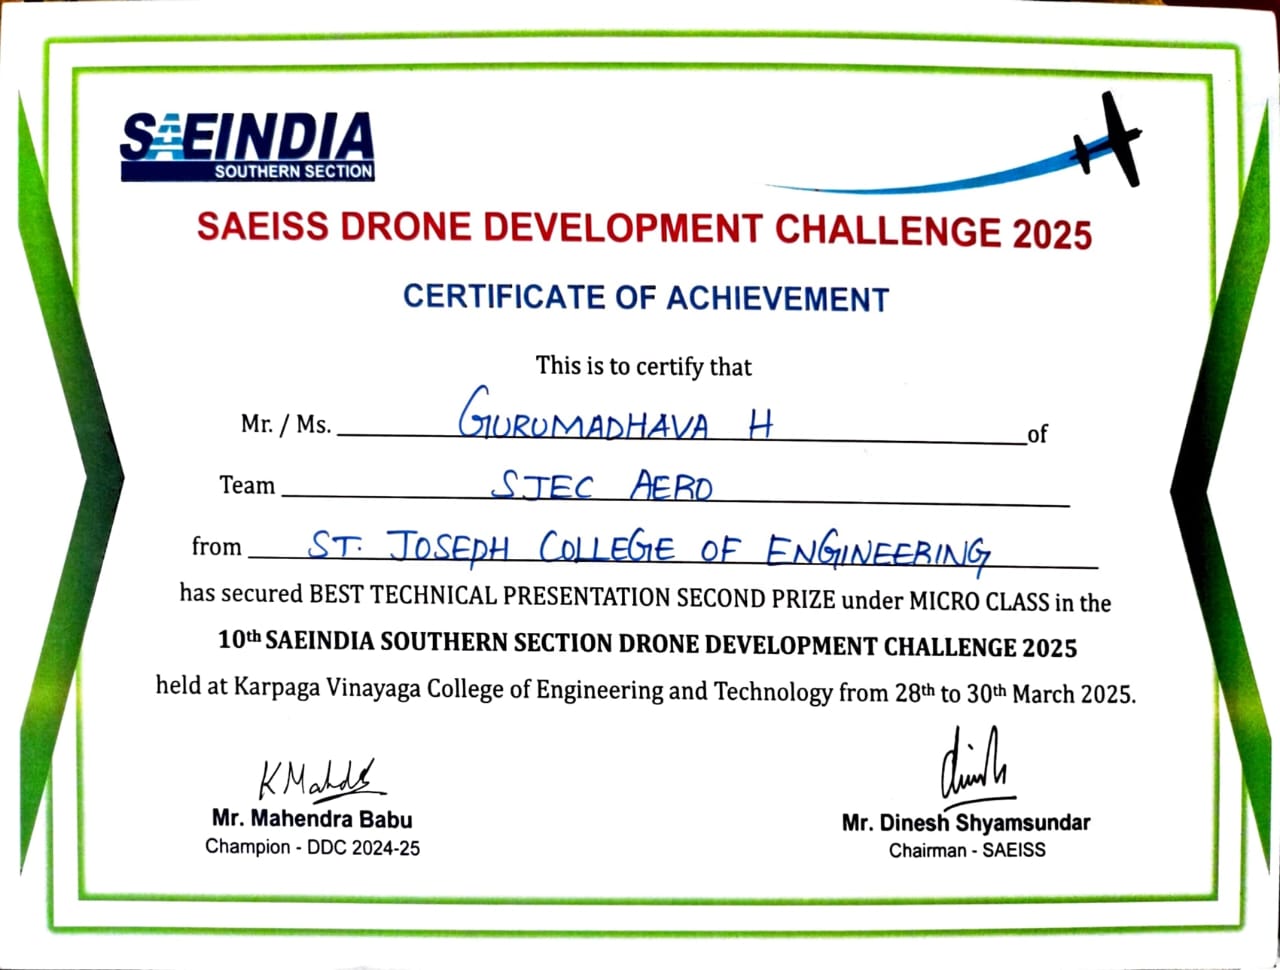 SAEINDIA
SOUTHERN SECTION
SAEISS DRONE DEVELOPMENT CHALLENGE 2025
CERTIFICATE OF ACHIEVEMENT
This is to certify that
Mr. / Ms. GURUMADHAVA H of
Team SJEC AERO
from ST. JOSEPH COLLEGE OF ENGINEERING
has secured BEST TECHNICAL PRESENTATION SECOND PRIZE under MICRO CLASS in the
10th SAEINDIA SOUTHERN SECTION DRONE DEVELOPMENT CHALLENGE 2025
held at Karpaga Vinayaga College of Engineering and Technology from 28th to 30th March 2025.
Mr. Mahendra Babu
Champion - DDC 2024-25
Mr. Dinesh Shyamsundar
Chairman - SAEISS